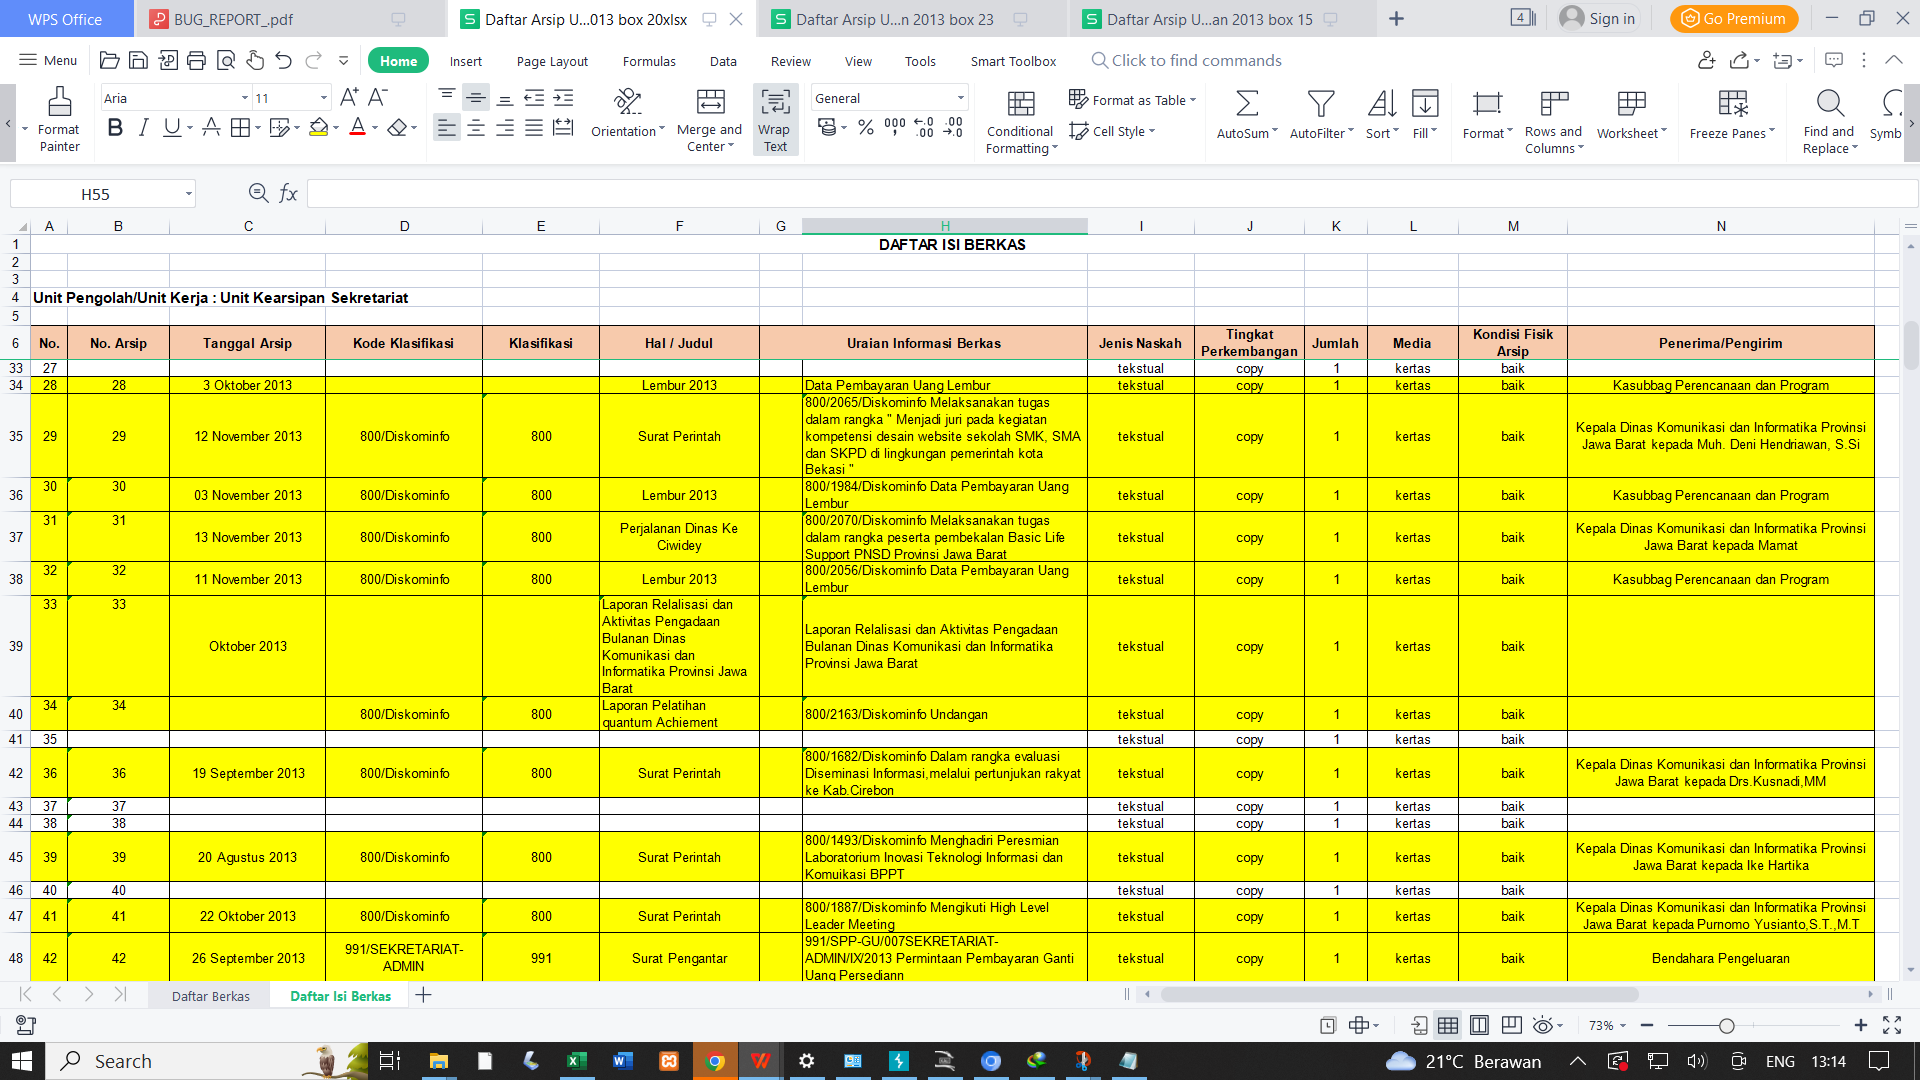 WPS Office
BUG_REPORT_.pdf
Daftar Arsip U...013 box 20xlsx
Daftar Arsip U...n 2013 box 23
Daftar Arsip U...an 2013 box 15
4
Sign in
Go Premium
Menu
Home
Insert
Page Layout
Formulas
Data
Review
View
Tools
Smart Toolbox
Click to find commands
Format
Painter
Aria
11
Orientation
Merge and
Center
Wrap
Text
General
Conditional
Formatting
Format as Table
Cell Style
AutoSum
AutoFilter
Sort
Fill
Format
Rows and
Columns
Worksheet
Freeze Panes
Find and
Replace
Symb
H55
A B C D E F G H I J K L M N
1 DAFTAR ISI BERKAS
2
3
4 Unit Pengolah/Unit Kerja : Unit Kearsipan Sekretariat
5
6 No. No. Arsip Tanggal Arsip Kode Klasifikasi Klasifikasi Hal / Judul Uraian Informasi Berkas Jenis Naskah Tingkat Perkembangan Jumlah Media Kondisi Fisik Arsip Penerima/Pengirim
33 27 tekstual copy 1 kertas baik
34 28 28 3 Oktober 2013 Lembur 2013 Data Pembayaran Uang Lembur tekstual copy 1 kertas baik Kasubbag Perencanaan dan Program
35 29 29 12 November 2013 800/Diskominfo 800 Surat Perintah 800/2065/Diskominfo Melaksanakan tugas dalam rangka " Menjadi juri pada kegiatan kompetensi desain website sekolah SMK, SMA dan SKPD di lingkungan pemerintah kota Bekasi " tekstual copy 1 kertas baik Kepala Dinas Komunikasi dan Informatika Provinsi Jawa Barat kepada Muh. Deni Hendriawan, S.Si
36 30 30 03 November 2013 800/Diskominfo 800 Lembur 2013 800/1984/Diskominfo Data Pembayaran Uang Lembur tekstual copy 1 kertas baik Kasubbag Perencanaan dan Program
37 31 31 13 November 2013 800/Diskominfo 800 Perjalanan Dinas Ke Ciwidey 800/2070/Diskominfo Melaksanakan tugas dalam rangka peserta pembekalan Basic Life Support PNSD Provinsi Jawa Barat tekstual copy 1 kertas baik Kepala Dinas Komunikasi dan Informatika Provinsi Jawa Barat kepada Mamat
38 32 32 11 November 2013 800/Diskominfo 800 Lembur 2013 800/2056/Diskominfo Data Pembayaran Uang Lembur tekstual copy 1 kertas baik Kasubbag Perencanaan dan Program
39 33 33 Oktober 2013 Laporan Relalisasi dan Aktivitas Pengadaan Bulanan Dinas Komunikasi dan Informatika Provinsi Jawa Barat Laporan Relalisasi dan Aktivitas Pengadaan Bulanan Dinas Komunikasi dan Informatika Provinsi Jawa Barat tekstual copy 1 kertas baik
40 34 34 800/Diskominfo 800 Laporan Pelatihan quantum Achiement 800/2163/Diskominfo Undangan tekstual copy 1 kertas baik
41 35 tekstual copy 1 kertas baik
42 36 36 19 September 2013 800/Diskominfo 800 Surat Perintah 800/1682/Diskominfo Dalam rangka evaluasi Diseminasi Informasi,melalui pertunjukan rakyat ke Kab.Cirebon tekstual copy 1 kertas baik Kepala Dinas Komunikasi dan Informatika Provinsi Jawa Barat kepada Drs.Kusnadi,MM
43 37 37 tekstual copy 1 kertas baik
44 38 38 tekstual copy 1 kertas baik
45 39 39 20 Agustus 2013 800/Diskominfo 800 Surat Perintah 800/1493/Diskominfo Menghadiri Peresmian Laboratorium Inovasi Teknologi Informasi dan Komuikasi BPPT tekstual copy 1 kertas baik Kepala Dinas Komunikasi dan Informatika Provinsi Jawa Barat kepada Ike Hartika
46 40 40 tekstual copy 1 kertas baik
47 41 41 22 Oktober 2013 800/Diskominfo 800 Surat Perintah 800/1887/Diskominfo Mengikuti High Level Leader Meeting tekstual copy 1 kertas baik Kepala Dinas Komunikasi dan Informatika Provinsi Jawa Barat kepada Purnomo Yusianto,S.T.,M.T
48 42 42 26 September 2013 991/SEKRETARIAT-ADMIN 991 Surat Pengantar 991/SPP-GU/007SEKRETARIAT-ADMIN/IX/2013 Permintaan Pembayaran Ganti Uang Persediann tekstual copy 1 kertas baik Bendahara Pengeluaran
Daftar Berkas
Daftar Isi Berkas
73%
Search
21°C Berawan
ENG
13:14